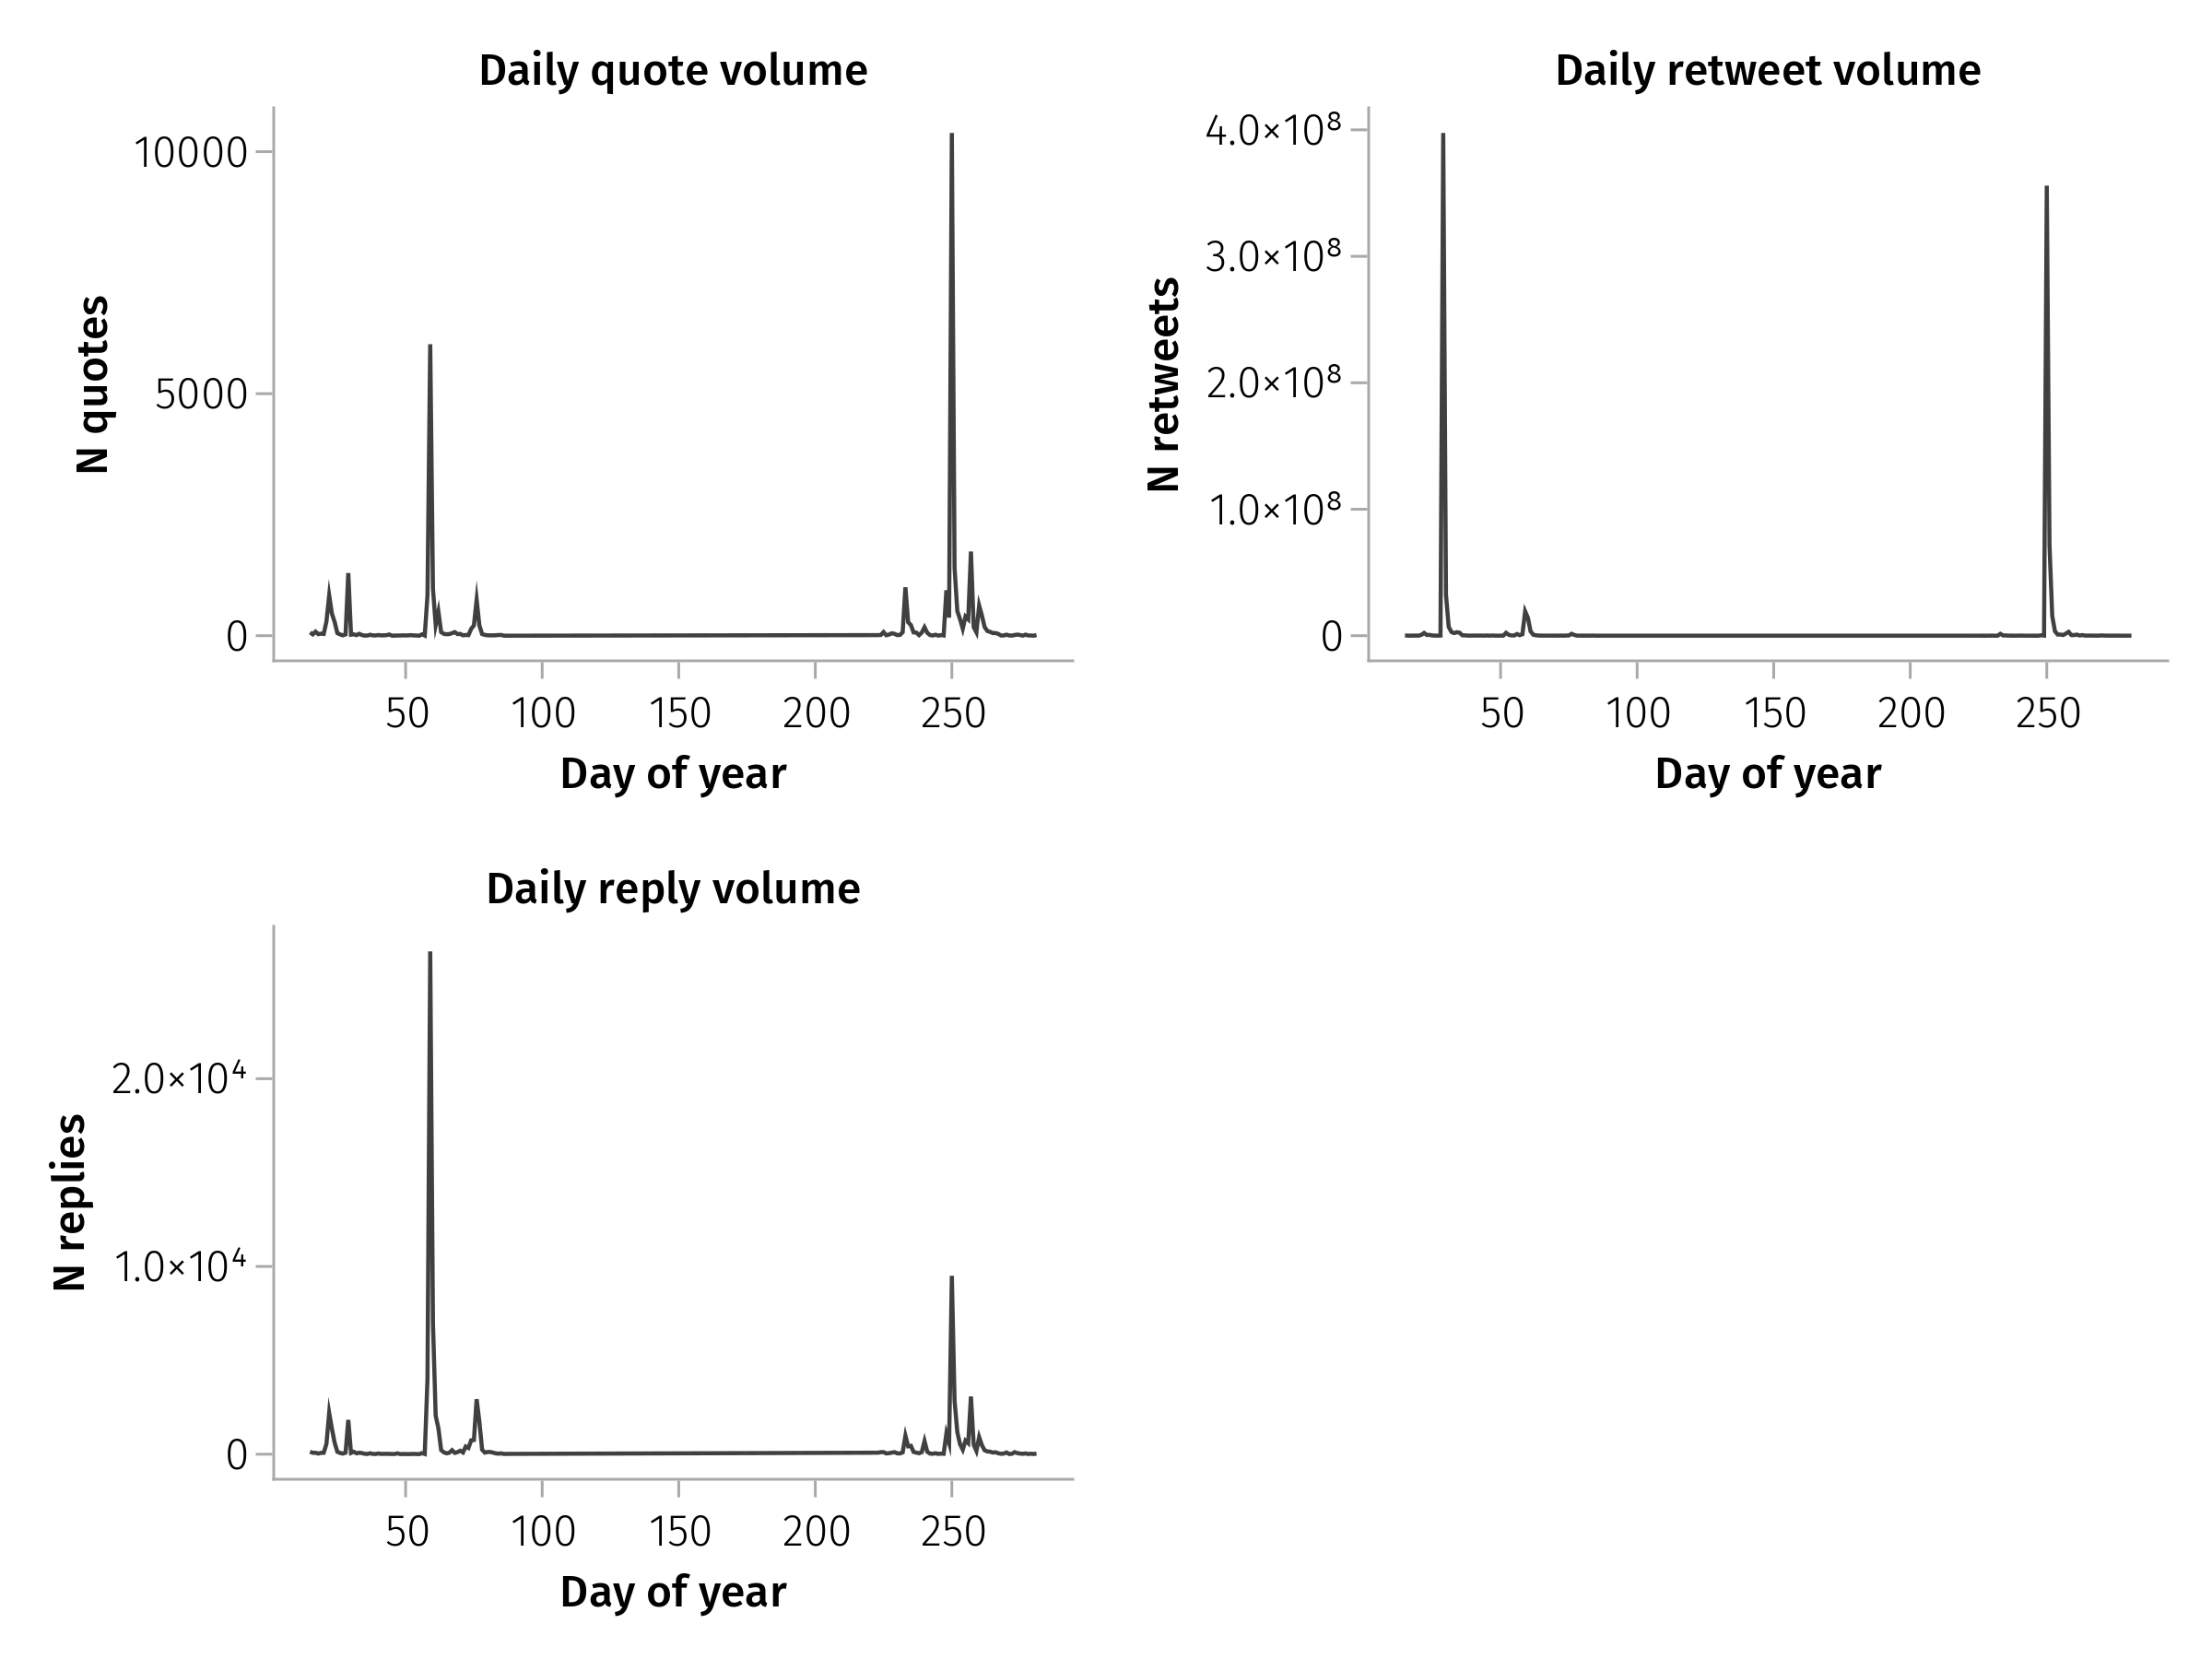 Daily quote volume
N quotes
10000
5000
0
50 100 150 200 250
Day of year
Daily retweet volume
N retweets
4.0×10⁸
3.0×10⁸
2.0×10⁸
1.0×10⁸
0
50 100 150 200 250
Day of year
Daily reply volume
N replies
2.0×10⁴
1.0×10⁴
0
50 100 150 200 250
Day of year